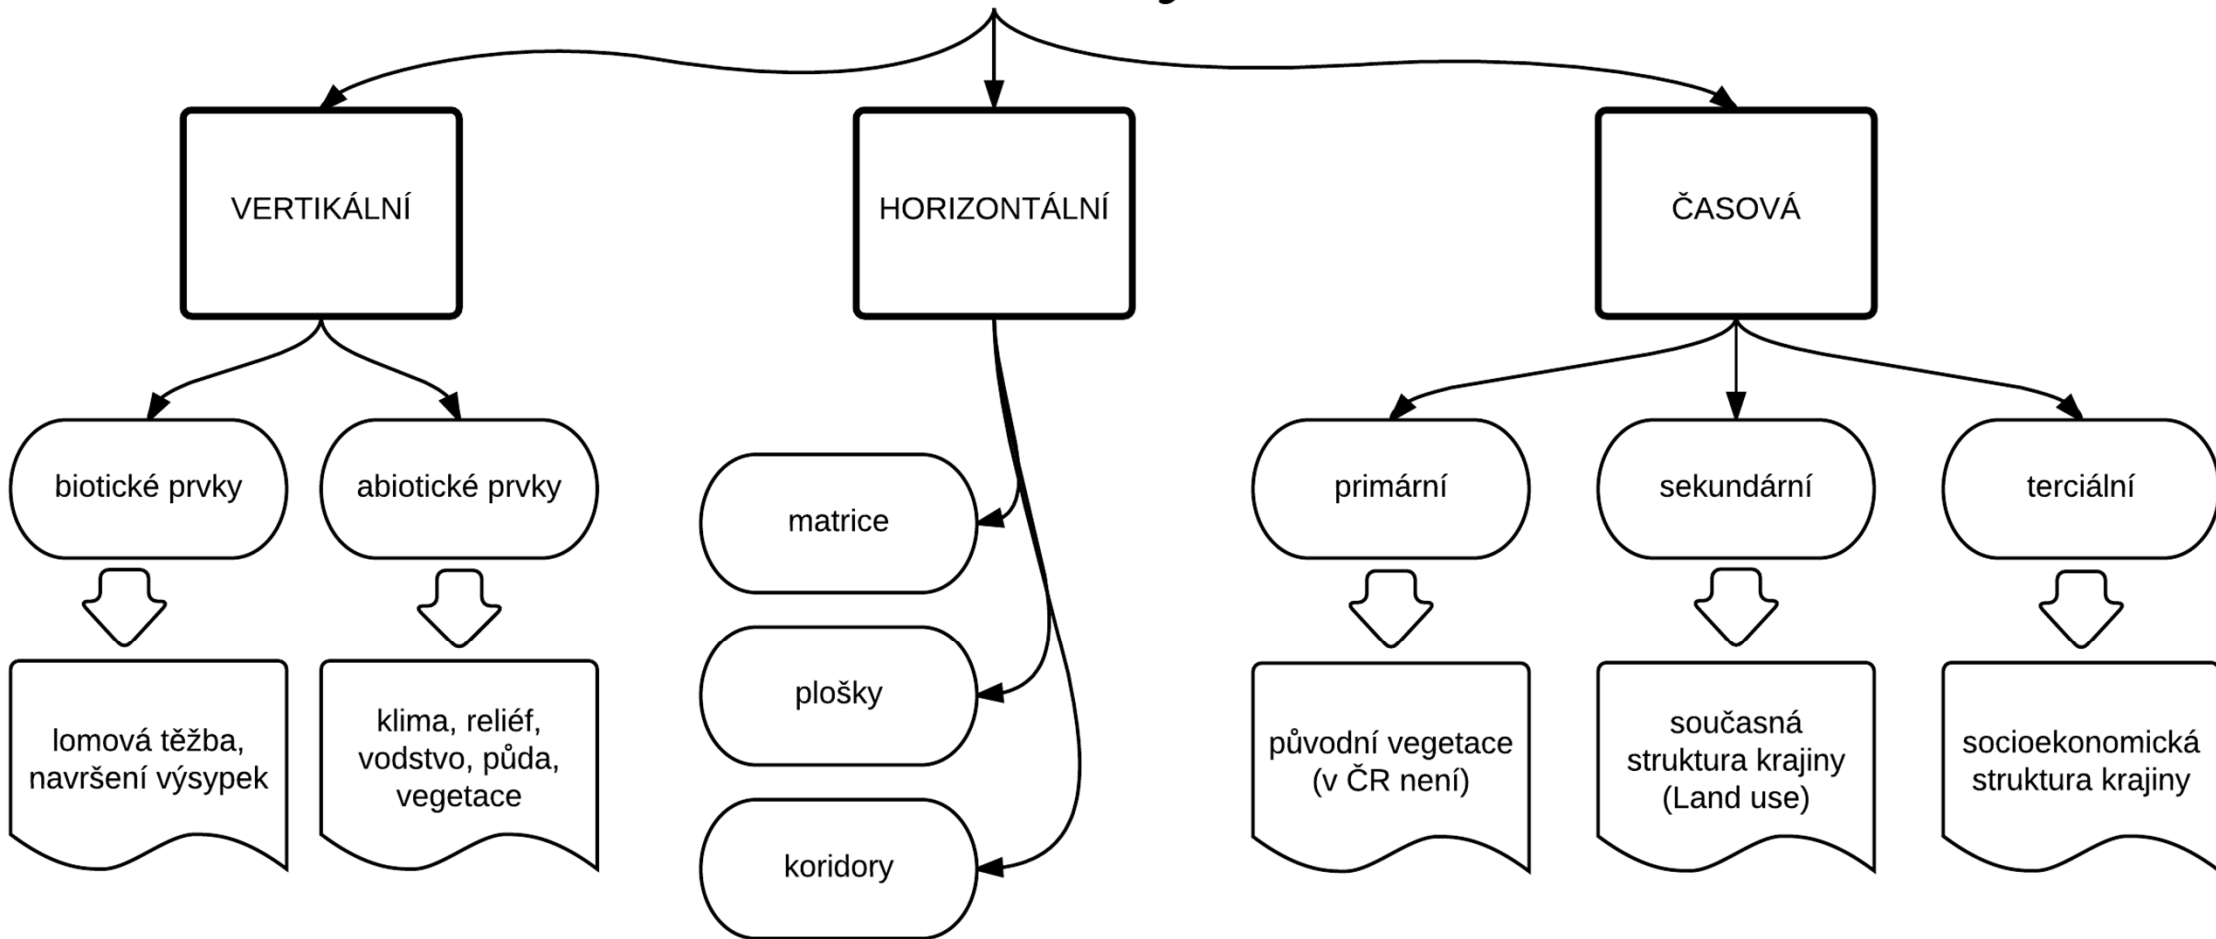 VERTIKÁLNÍ
HORIZONTÁLNÍ
ČASOVÁ
biotické prvky
abiotické prvky
matrice
plošky
koridory
primární
sekundární
terciální
lomová těžba,
navršení výsypek
klima, reliéf,
vodstvo, půda,
vegetace
původní vegetace
(v ČR není)
současná
struktura krajiny
(Land use)
socioekonomická
struktura krajiny